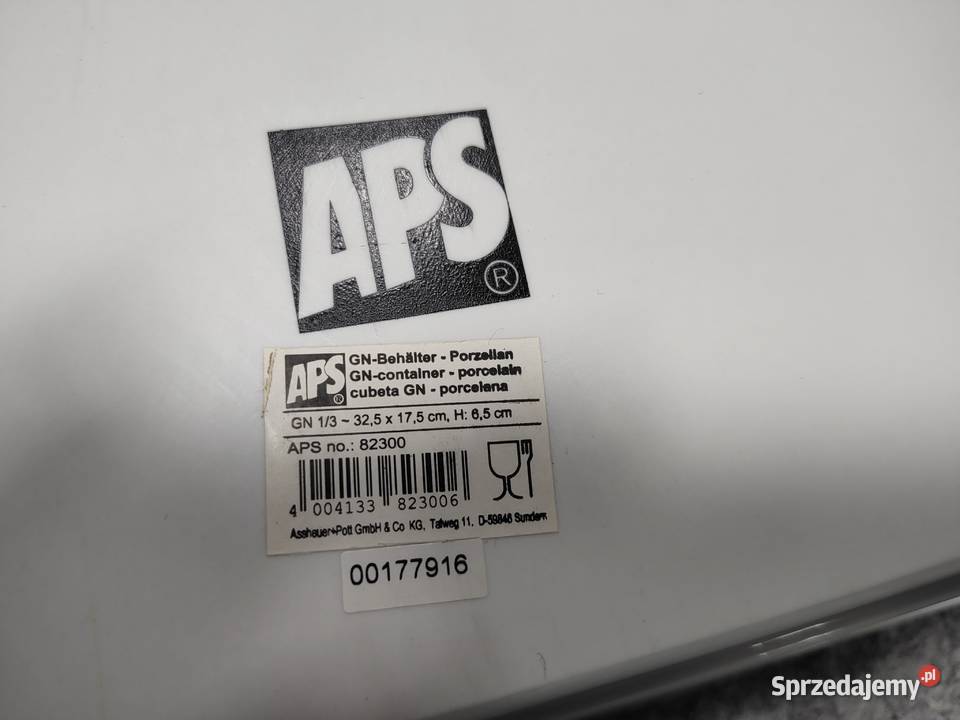 APS
®
APS
®
GN-Behälter - Porzellan
GN-container - porcelain
cubeta GN - porcelana
GN 1/3 ~ 32,5 x 17,5 cm, H: 6,5 cm
APS no.: 82300
4 004133 823006
Assheuer+Pott GmbH & Co KG, Talweg 11, D-59846 Sundern
00177916
Sprzedajemy.pl